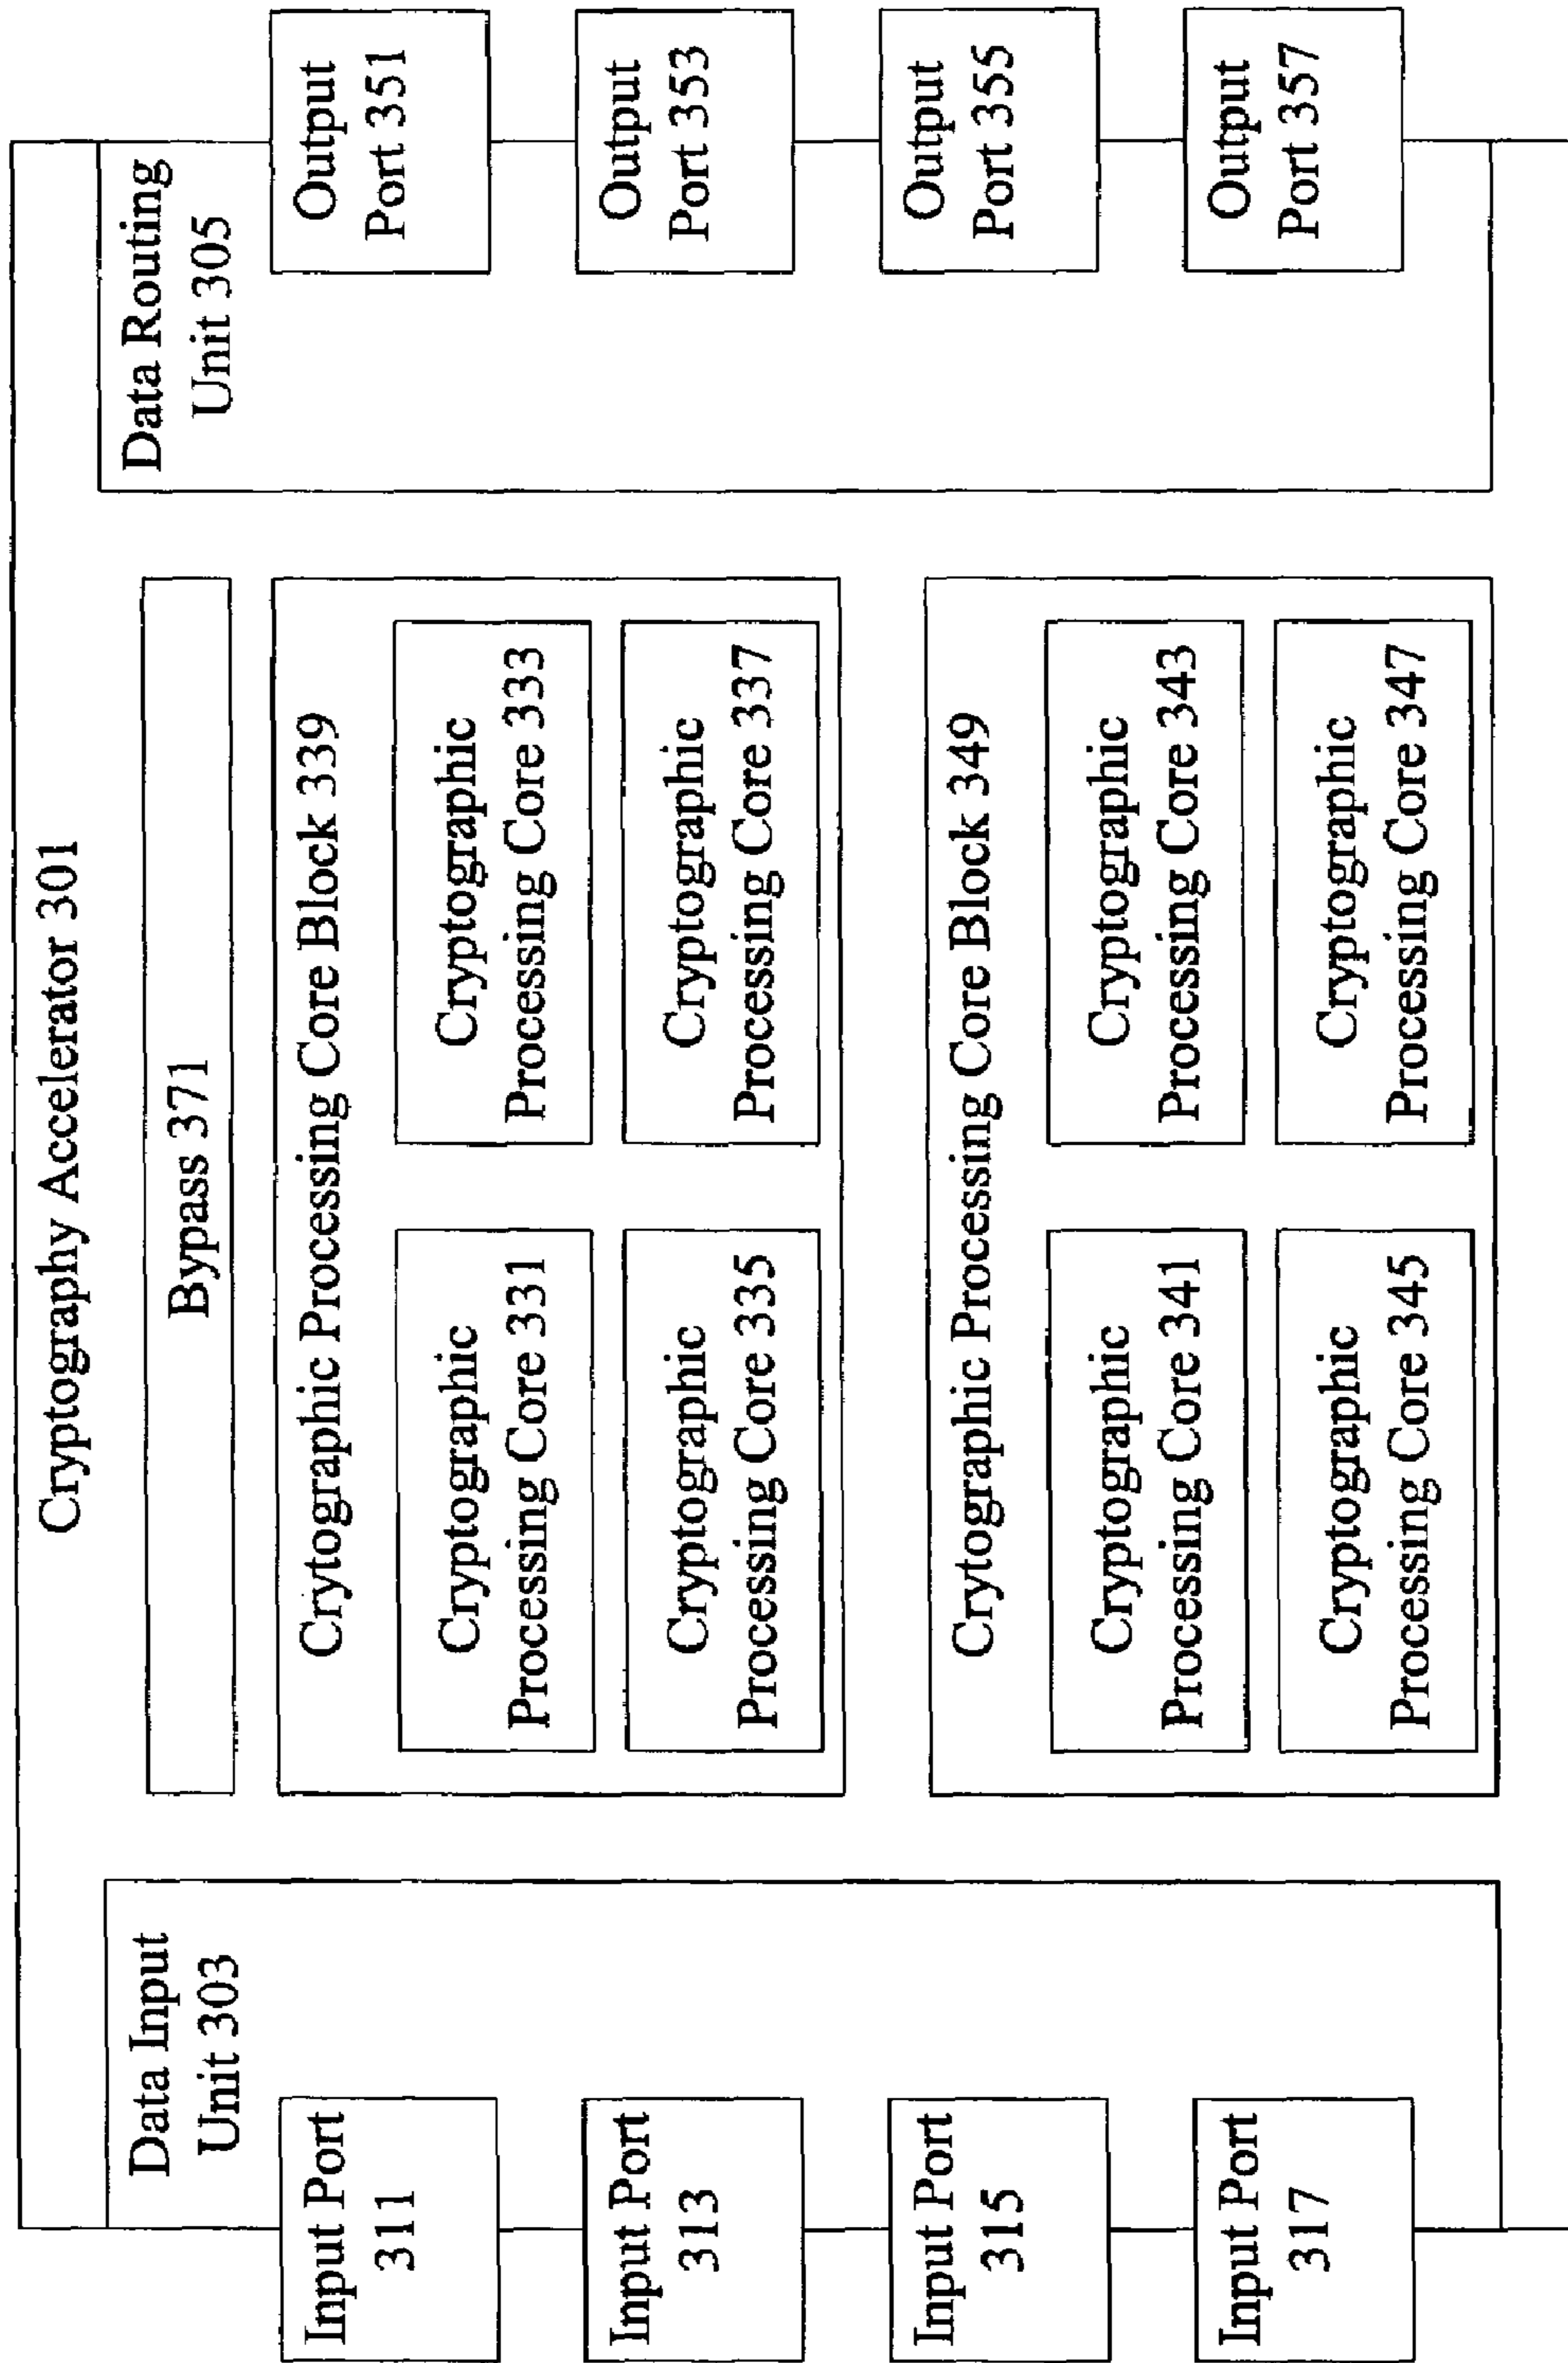 Cryptography Accelerator 301
Data Input
Unit 303
Input Port
311
Input Port
313
Input Port
315
Input Port
317
Bypass 371
Crytographic Processing Core Block 339
Cryptographic
Processing Core 331
Cryptographic
Processing Core 333
Cryptographic
Processing Core 335
Cryptographic
Processing Core 337
Crytographic Processing Core Block 349
Cryptographic
Processing Core 341
Cryptographic
Processing Core 343
Cryptographic
Processing Core 345
Cryptographic
Processing Core 347
Data Routing
Unit 305
Output
Port 351
Output
Port 353
Output
Port 355
Output
Port 357